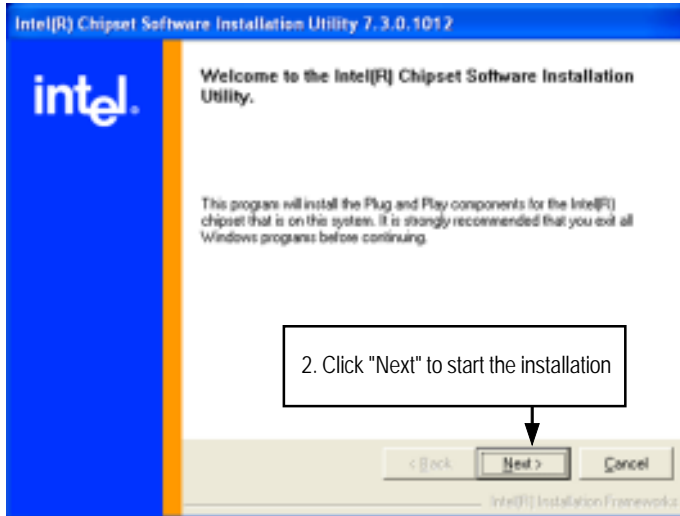 Intel(R) Chipset Software Installation Utility 7.3.0.1012
intel.
Welcome to the Intel(R) Chipset Software Installation
Utility.
This program will install the Plug and Play components for the Intel(R)
chipset that is on this system. It is strongly recommended that you exit all
Windows programs before continuing.
2. Click "Next" to start the installation
< Back
Next >
Cancel
Intel(R) Installation Frameworks